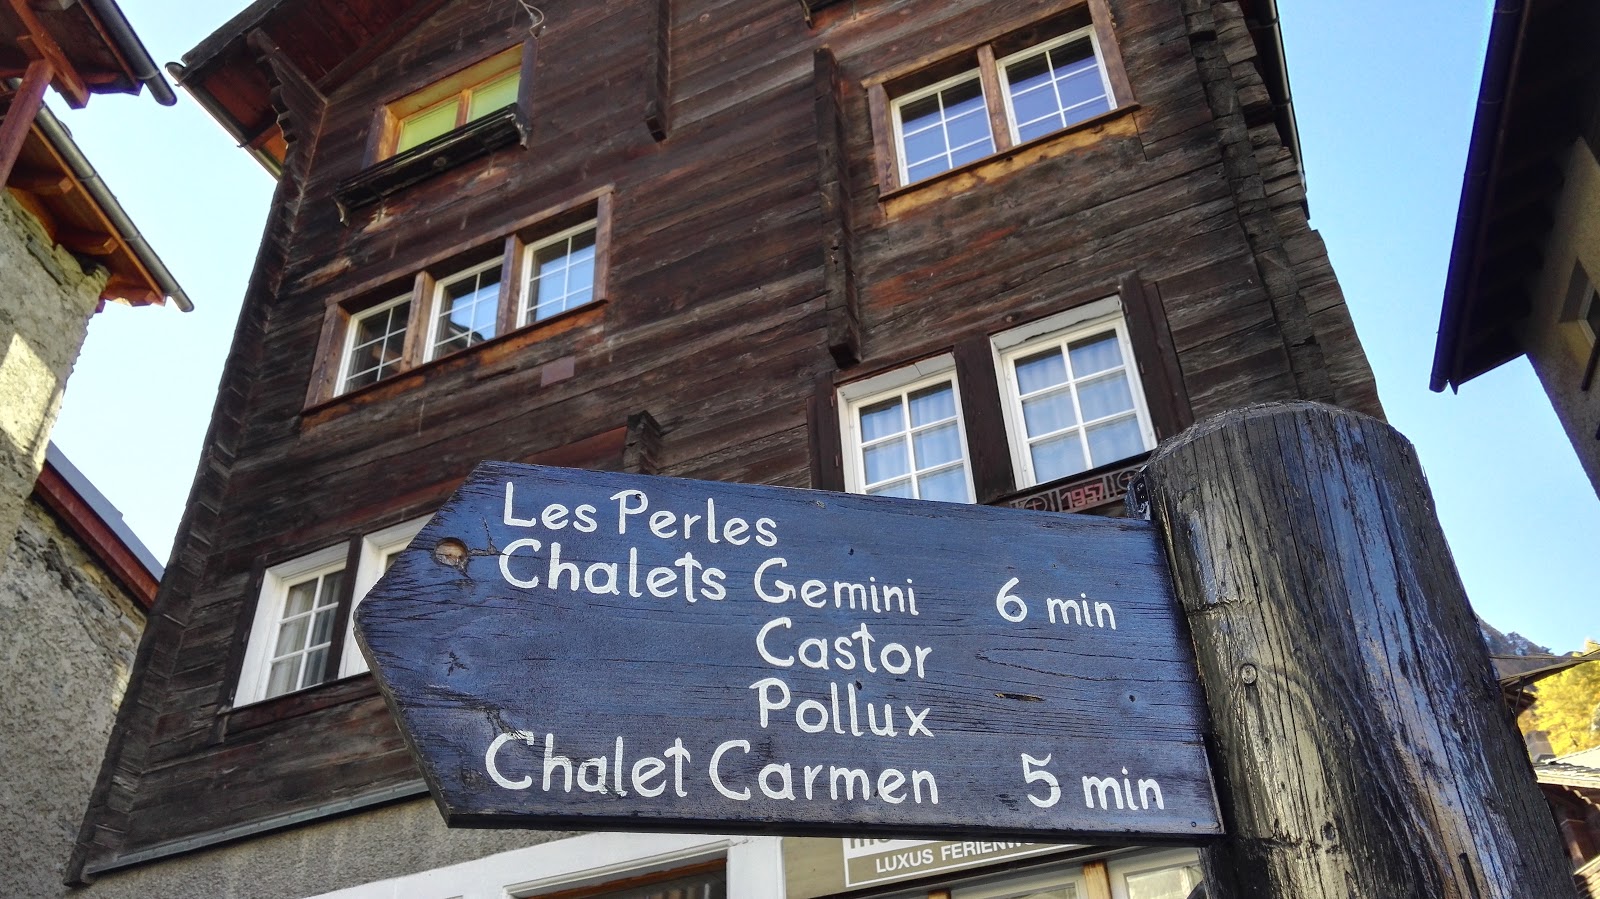 1957
Les Perles
Chalets Gemini 6 min
Castor
Pollux
Chalet Carmen 5 min
LUXUS